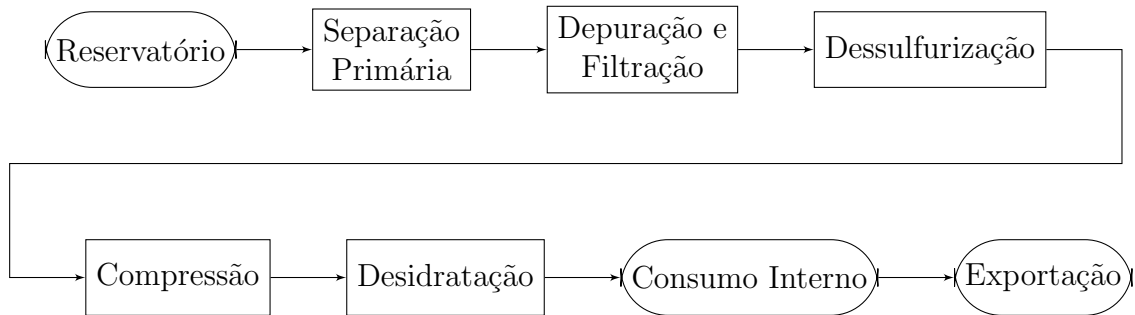 Reservatório
Separação
Primária
Depuração e
Filtração
Dessulfurização
Compressão
Desidratação
Consumo Interno
Exportação